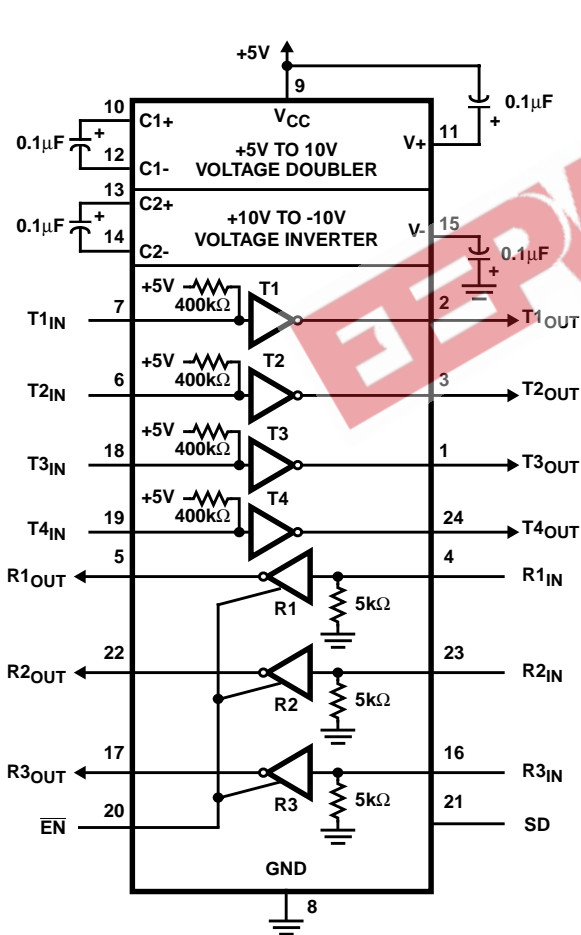 +5V
9
10
C1+
VCC
0.1µF
+
0.1µF
+
12
C1-
+5V TO 10V
VOLTAGE DOUBLER
V+
11
13
C2+
0.1µF
+
14
C2-
+10V TO -10V
VOLTAGE INVERTER
V-
15
0.1µF
+
+5V
400kΩ
T1
T1IN
7
2
T1OUT
+5V
400kΩ
T2
T2IN
6
3
T2OUT
+5V
400kΩ
T3
T3IN
18
1
T3OUT
+5V
400kΩ
T4
T4IN
19
24
T4OUT
R1OUT
5
R1
5kΩ
4
R1IN
R2OUT
22
R2
5kΩ
23
R2IN
R3OUT
17
R3
5kΩ
16
R3IN
EN
20
21
SD
GND
8